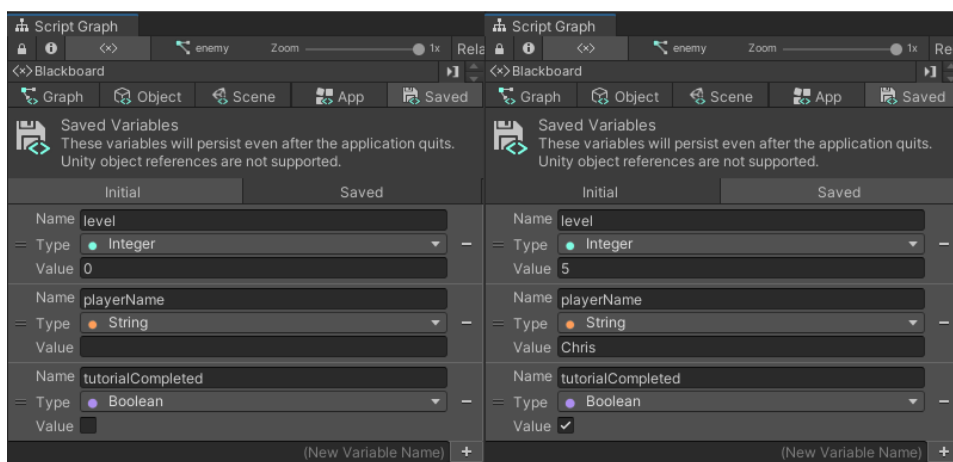 Script Graph
<×> enemy Zoom 1x Rela
<×>Blackboard
Graph Object Scene App Saved
Saved Variables
These variables will persist even after the application quits.
Unity object references are not supported.
Initial Saved
Name level
Type Integer
Value 0
Name playerName
Type String
Value
Name tutorialCompleted
Type Boolean
Value
(New Variable Name) +
Script Graph
<×> enemy Zoom 1x Re
<×>Blackboard
Graph Object Scene App Saved
Saved Variables
These variables will persist even after the application quits.
Unity object references are not supported.
Initial Saved
Name level
Type Integer
Value 5
Name playerName
Type String
Value Chris
Name tutorialCompleted
Type Boolean
Value
(New Variable Name) +